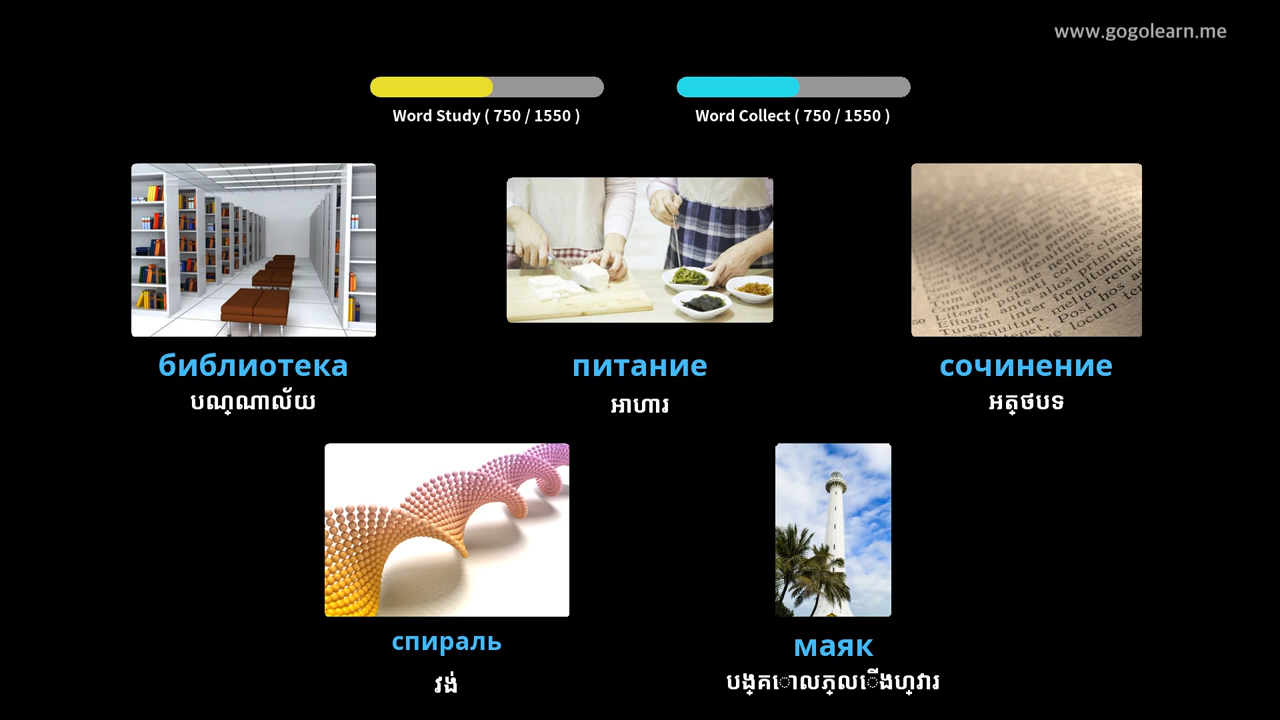 www.gogolearn.me
Word Study ( 750 / 1550 )
Word Collect ( 750 / 1550 )
библиотека
បណ្ណាល័យ
питание
អាហារ
сочинение
អត្ថបទ
спираль
វង់
маяк
បង្គោលភ្លើងហ្វារ